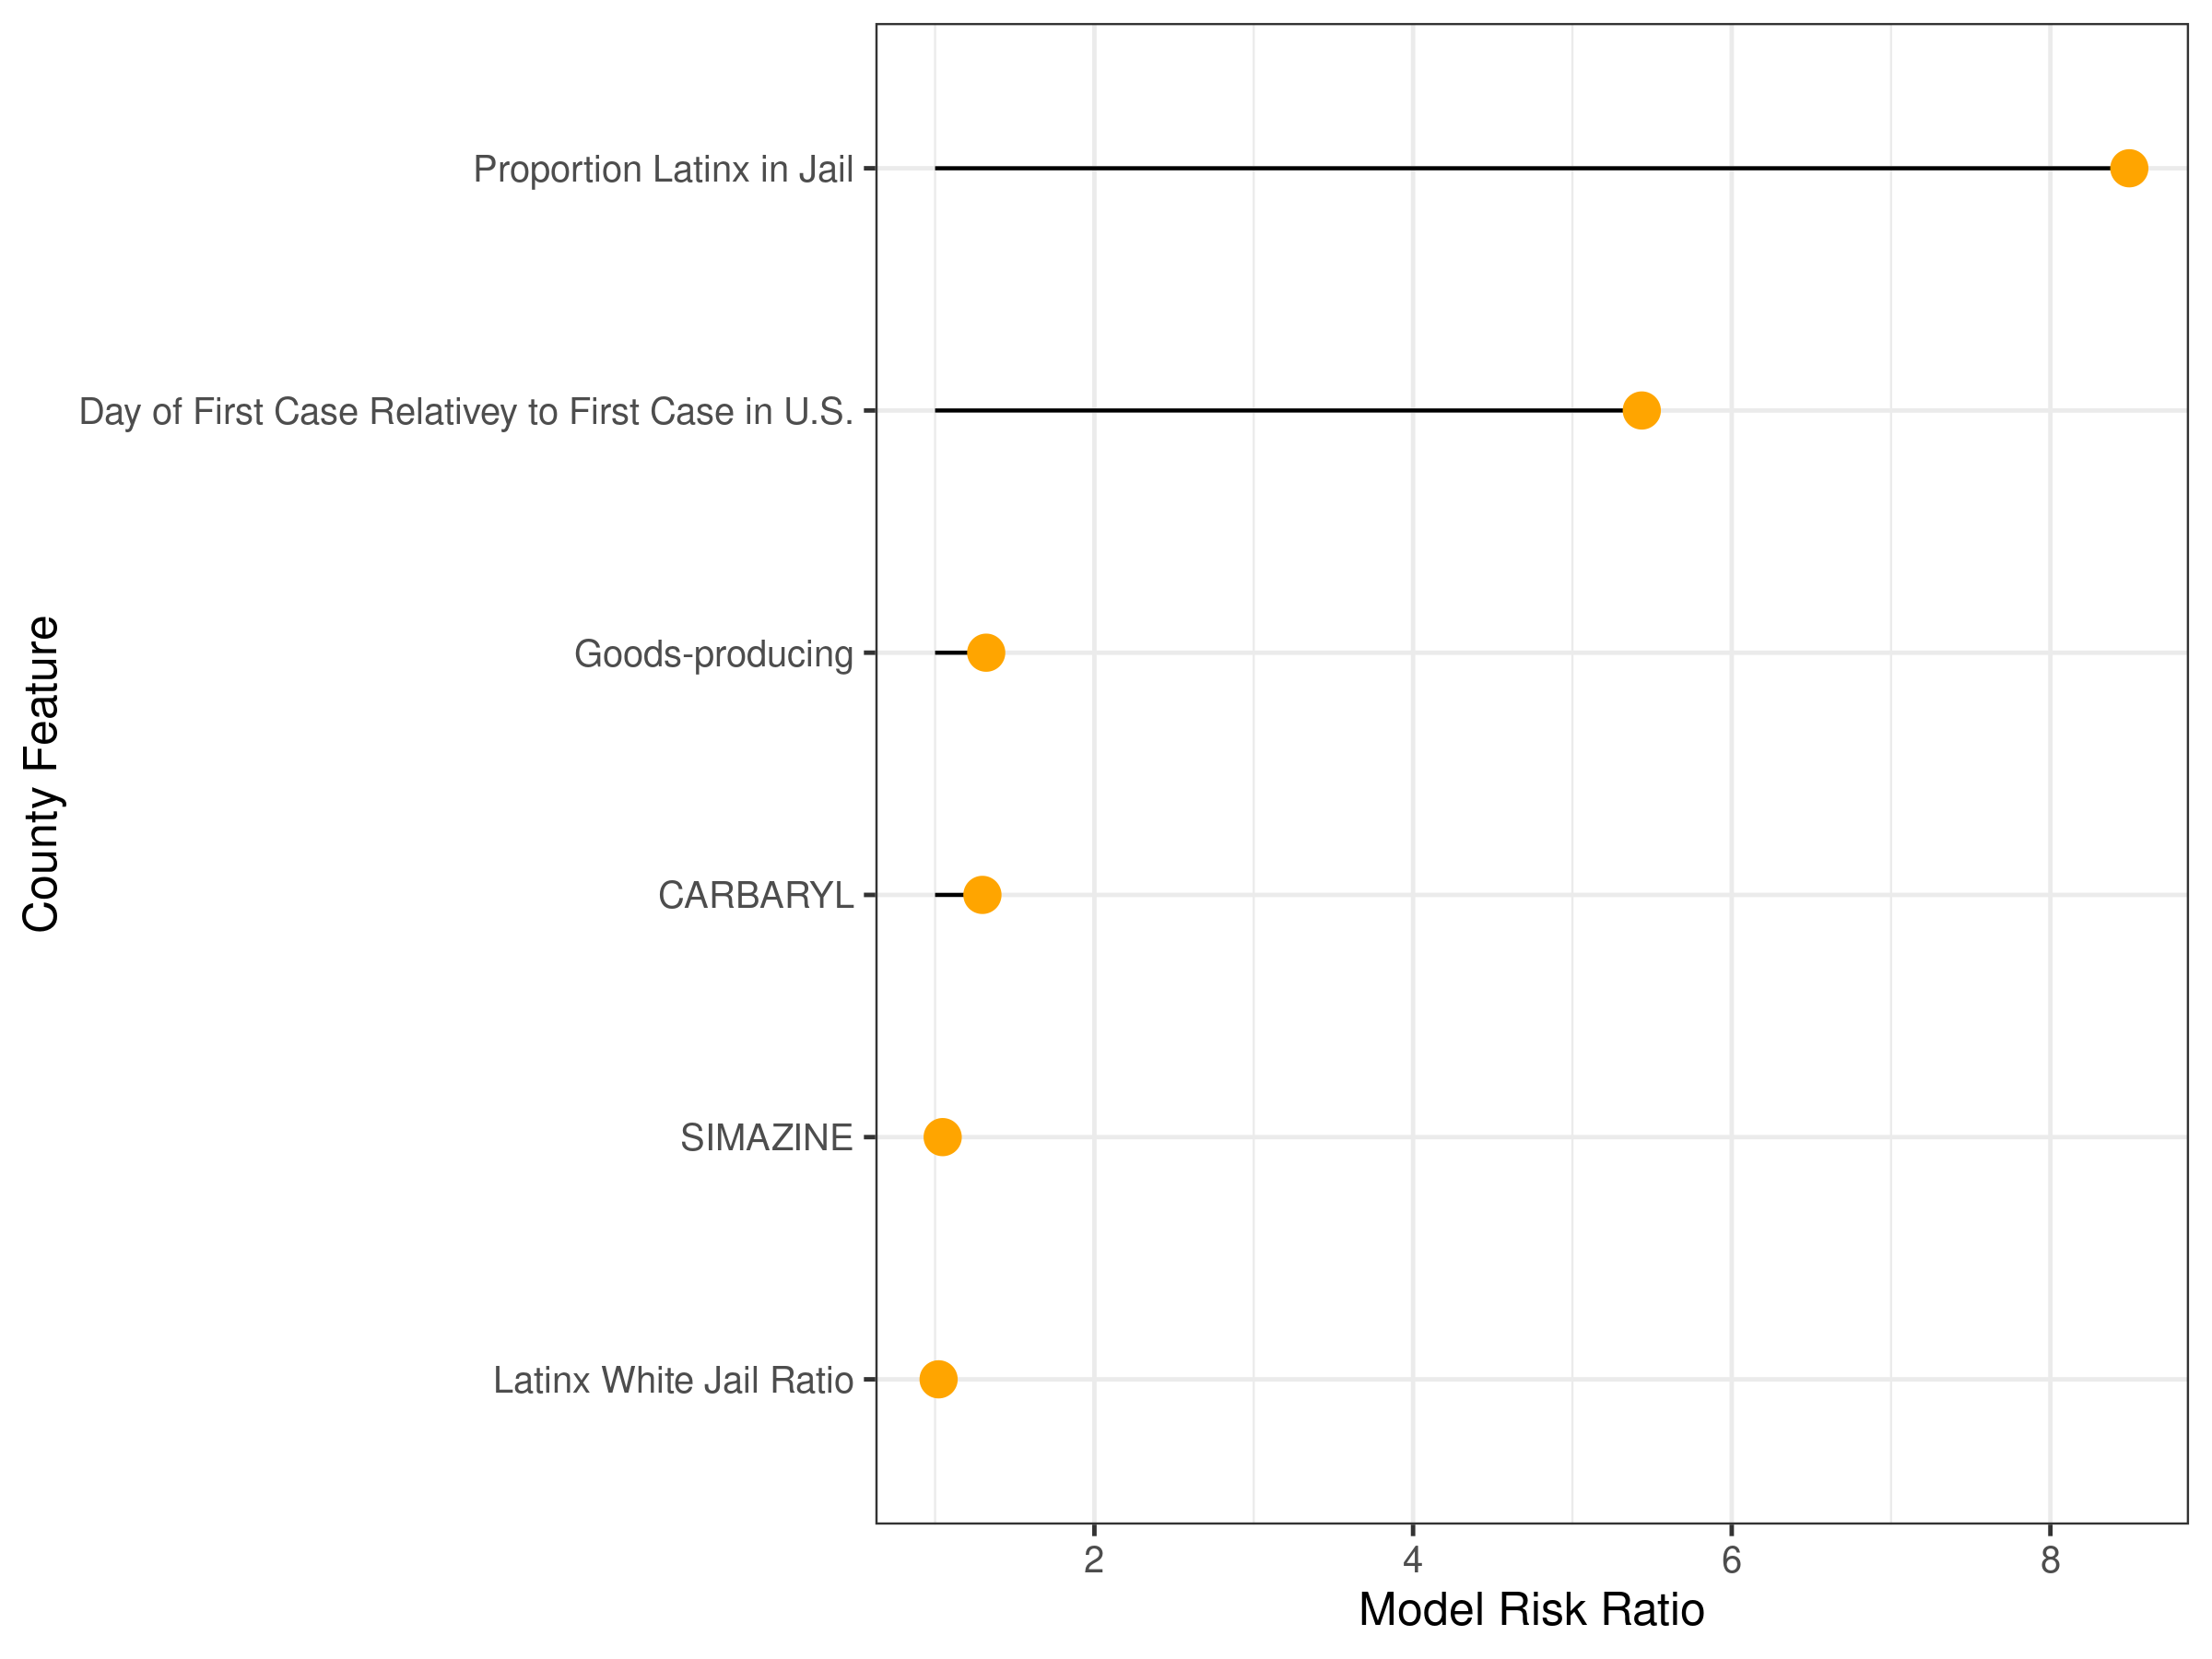 Proportion Latinx in Jail
Day of First Case Relativey to First Case in U.S.
Goods-producing
CARBARYL
SIMAZINE
Latinx White Jail Ratio
County Feature
2 4 6 8
Model Risk Ratio